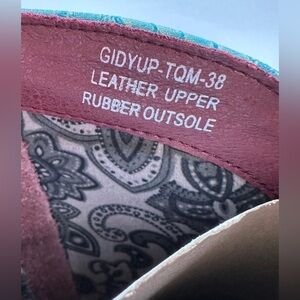 GIDYUP-TQM-38
LEATHER UPPER
RUBBER OUTSOLE